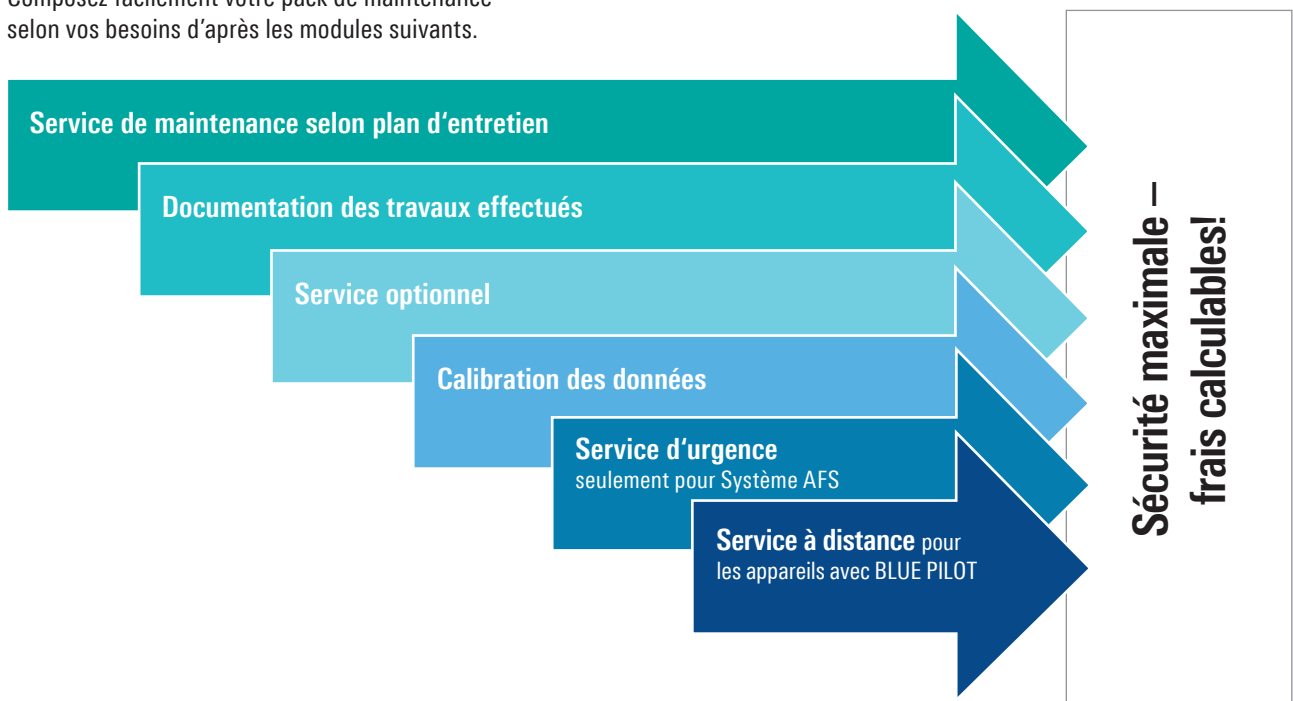 Composez facilement votre pack de maintenance
selon vos besoins d’après les modules suivants.
Service de maintenance selon plan d‘entretien
Documentation des travaux effectués
Service optionnel
Calibration des données
Service d‘urgence
seulement pour Système AFS
Service à distance pour
les appareils avec BLUE PILOT
Sécurité maximale –
frais calculables!